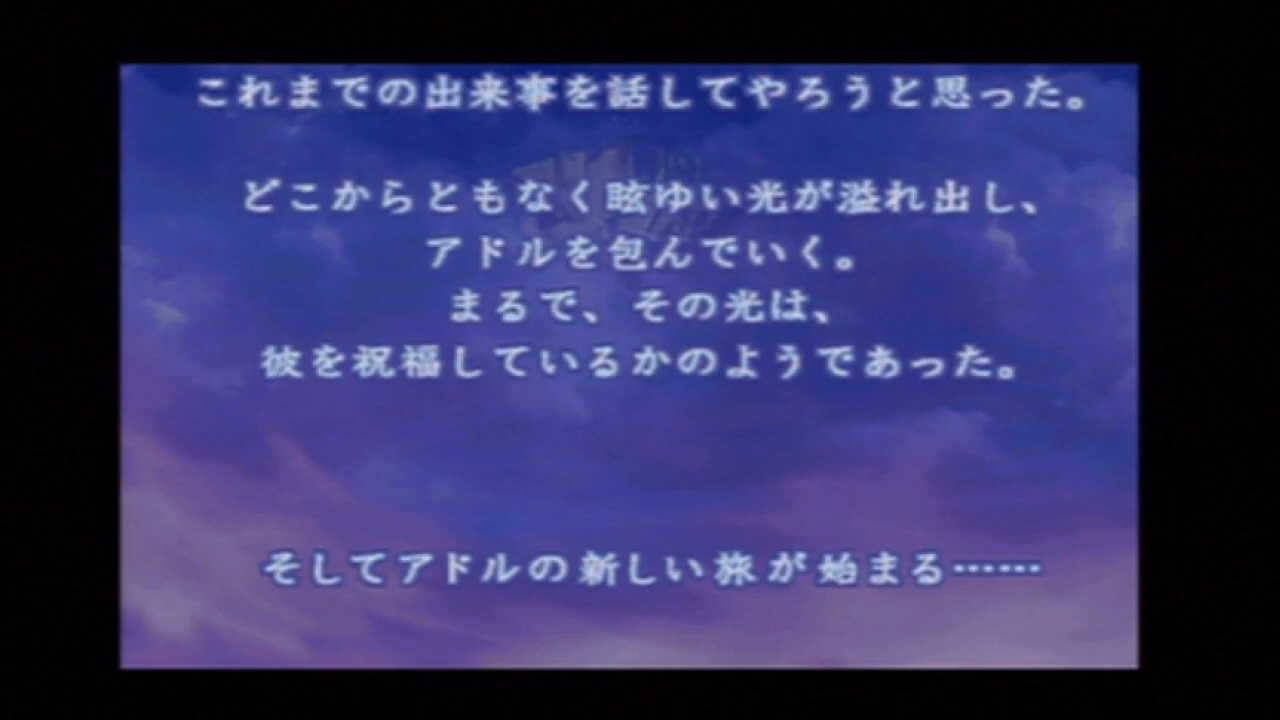 これまでの出来事を話してやろうと思った。
どこからともなく眩ゆい光が溢れ出し、
アドルを包んでいく。
まるで、その光は、
彼を祝福しているかのようであった。
そしてアドルの新しい旅が始まる……